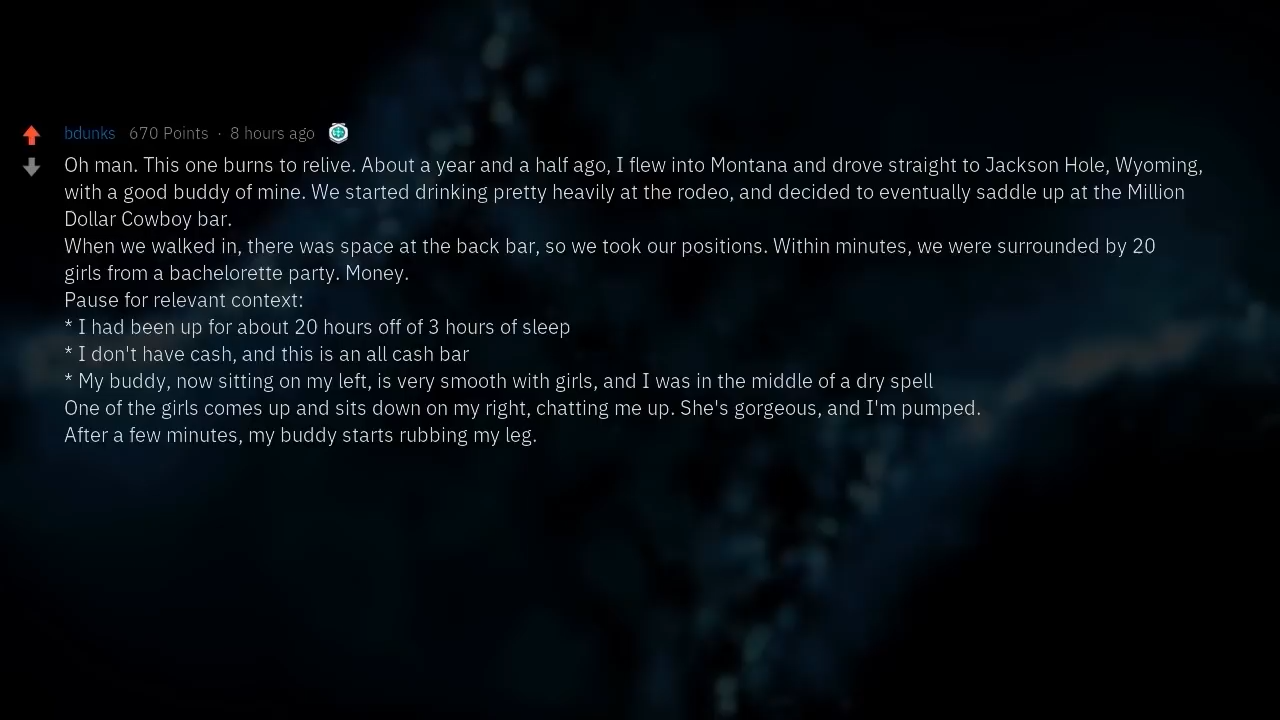 bdunks 670 Points · 8 hours ago
Oh man. This one burns to relive. About a year and a half ago, I flew into Montana and drove straight to Jackson Hole, Wyoming,
with a good buddy of mine. We started drinking pretty heavily at the rodeo, and decided to eventually saddle up at the Million
Dollar Cowboy bar.
When we walked in, there was space at the back bar, so we took our positions. Within minutes, we were surrounded by 20
girls from a bachelorette party. Money.
Pause for relevant context:
* I had been up for about 20 hours off of 3 hours of sleep
* I don't have cash, and this is an all cash bar
* My buddy, now sitting on my left, is very smooth with girls, and I was in the middle of a dry spell
One of the girls comes up and sits down on my right, chatting me up. She's gorgeous, and I'm pumped.
After a few minutes, my buddy starts rubbing my leg.